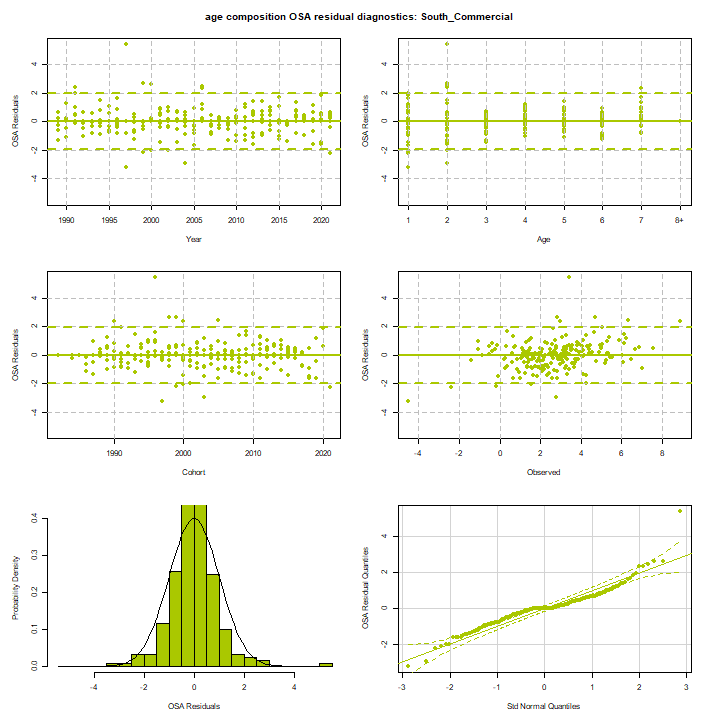 age composition OSA residual diagnostics: South_Commercial
OSA Residuals
4
2
0
-2
-4
1990 1995 2000 2005 2010 2015 2020
Year
OSA Residuals
4
2
0
-2
-4
1 2 3 4 5 6 7 8+
Age
OSA Residuals
4
2
0
-2
-4
1990 2000 2010 2020
Cohort
OSA Residuals
4
2
0
-2
-4
-4 -2 0 2 4 6 8
Observed
Probability Density
0.4
0.3
0.2
0.1
0.0
-4 -2 0 2 4
OSA Residuals
OSA Residual Quantiles
4
2
0
-2
-3 -2 -1 0 1 2 3
Std Normal Quantiles